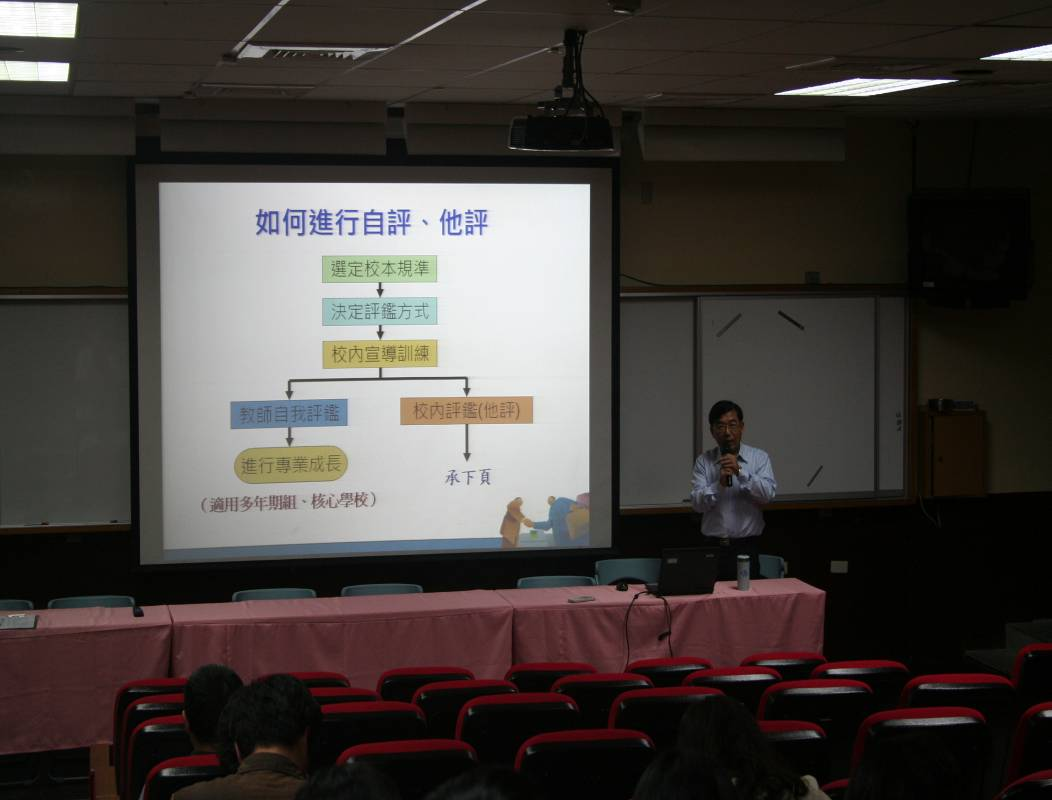 如何進行自評、他評
選定校本規準
決定評鑑方式
校內宣導訓練
教師自我評鑑
校內評鑑(他評)
進行專業成長
承下頁
（適用多年期組、核心學校）